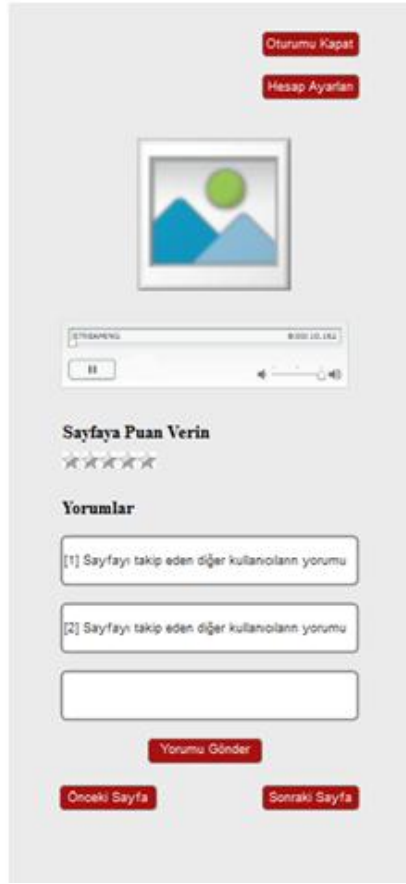 Oturumu Kapat
Hesap Ayarları
STREAMING
Sayfaya Puan Verin
Yorumlar
[1] Sayfayı takip eden diğer kullanıcıların yorumu
[2] Sayfayı takip eden diğer kullanıcıların yorumu
Yorumu Gönder
Önceki Sayfa
Sonraki Sayfa